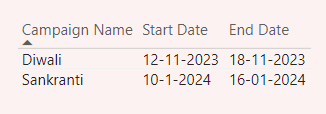 Campaign Name Start Date End Date
Diwali 12-11-2023 18-11-2023
Sankranti 10-1-2024 16-01-2024